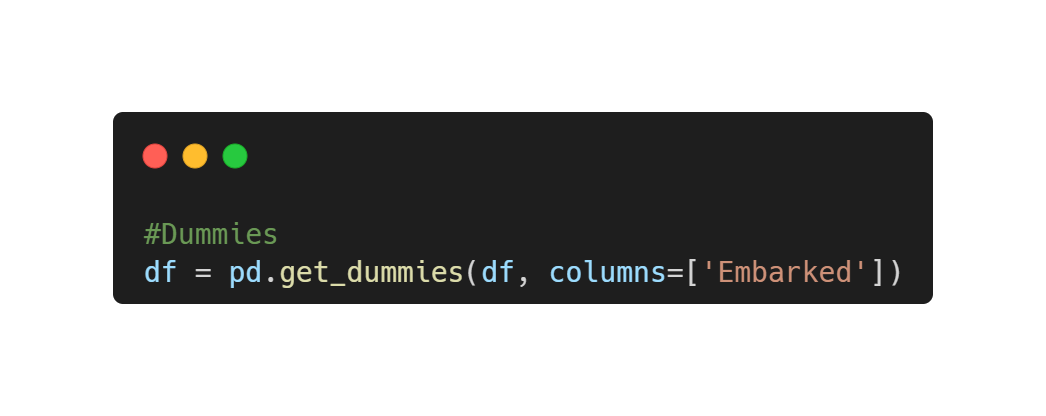 #Dummies
df = pd.get_dummies(df, columns=['Embarked'])